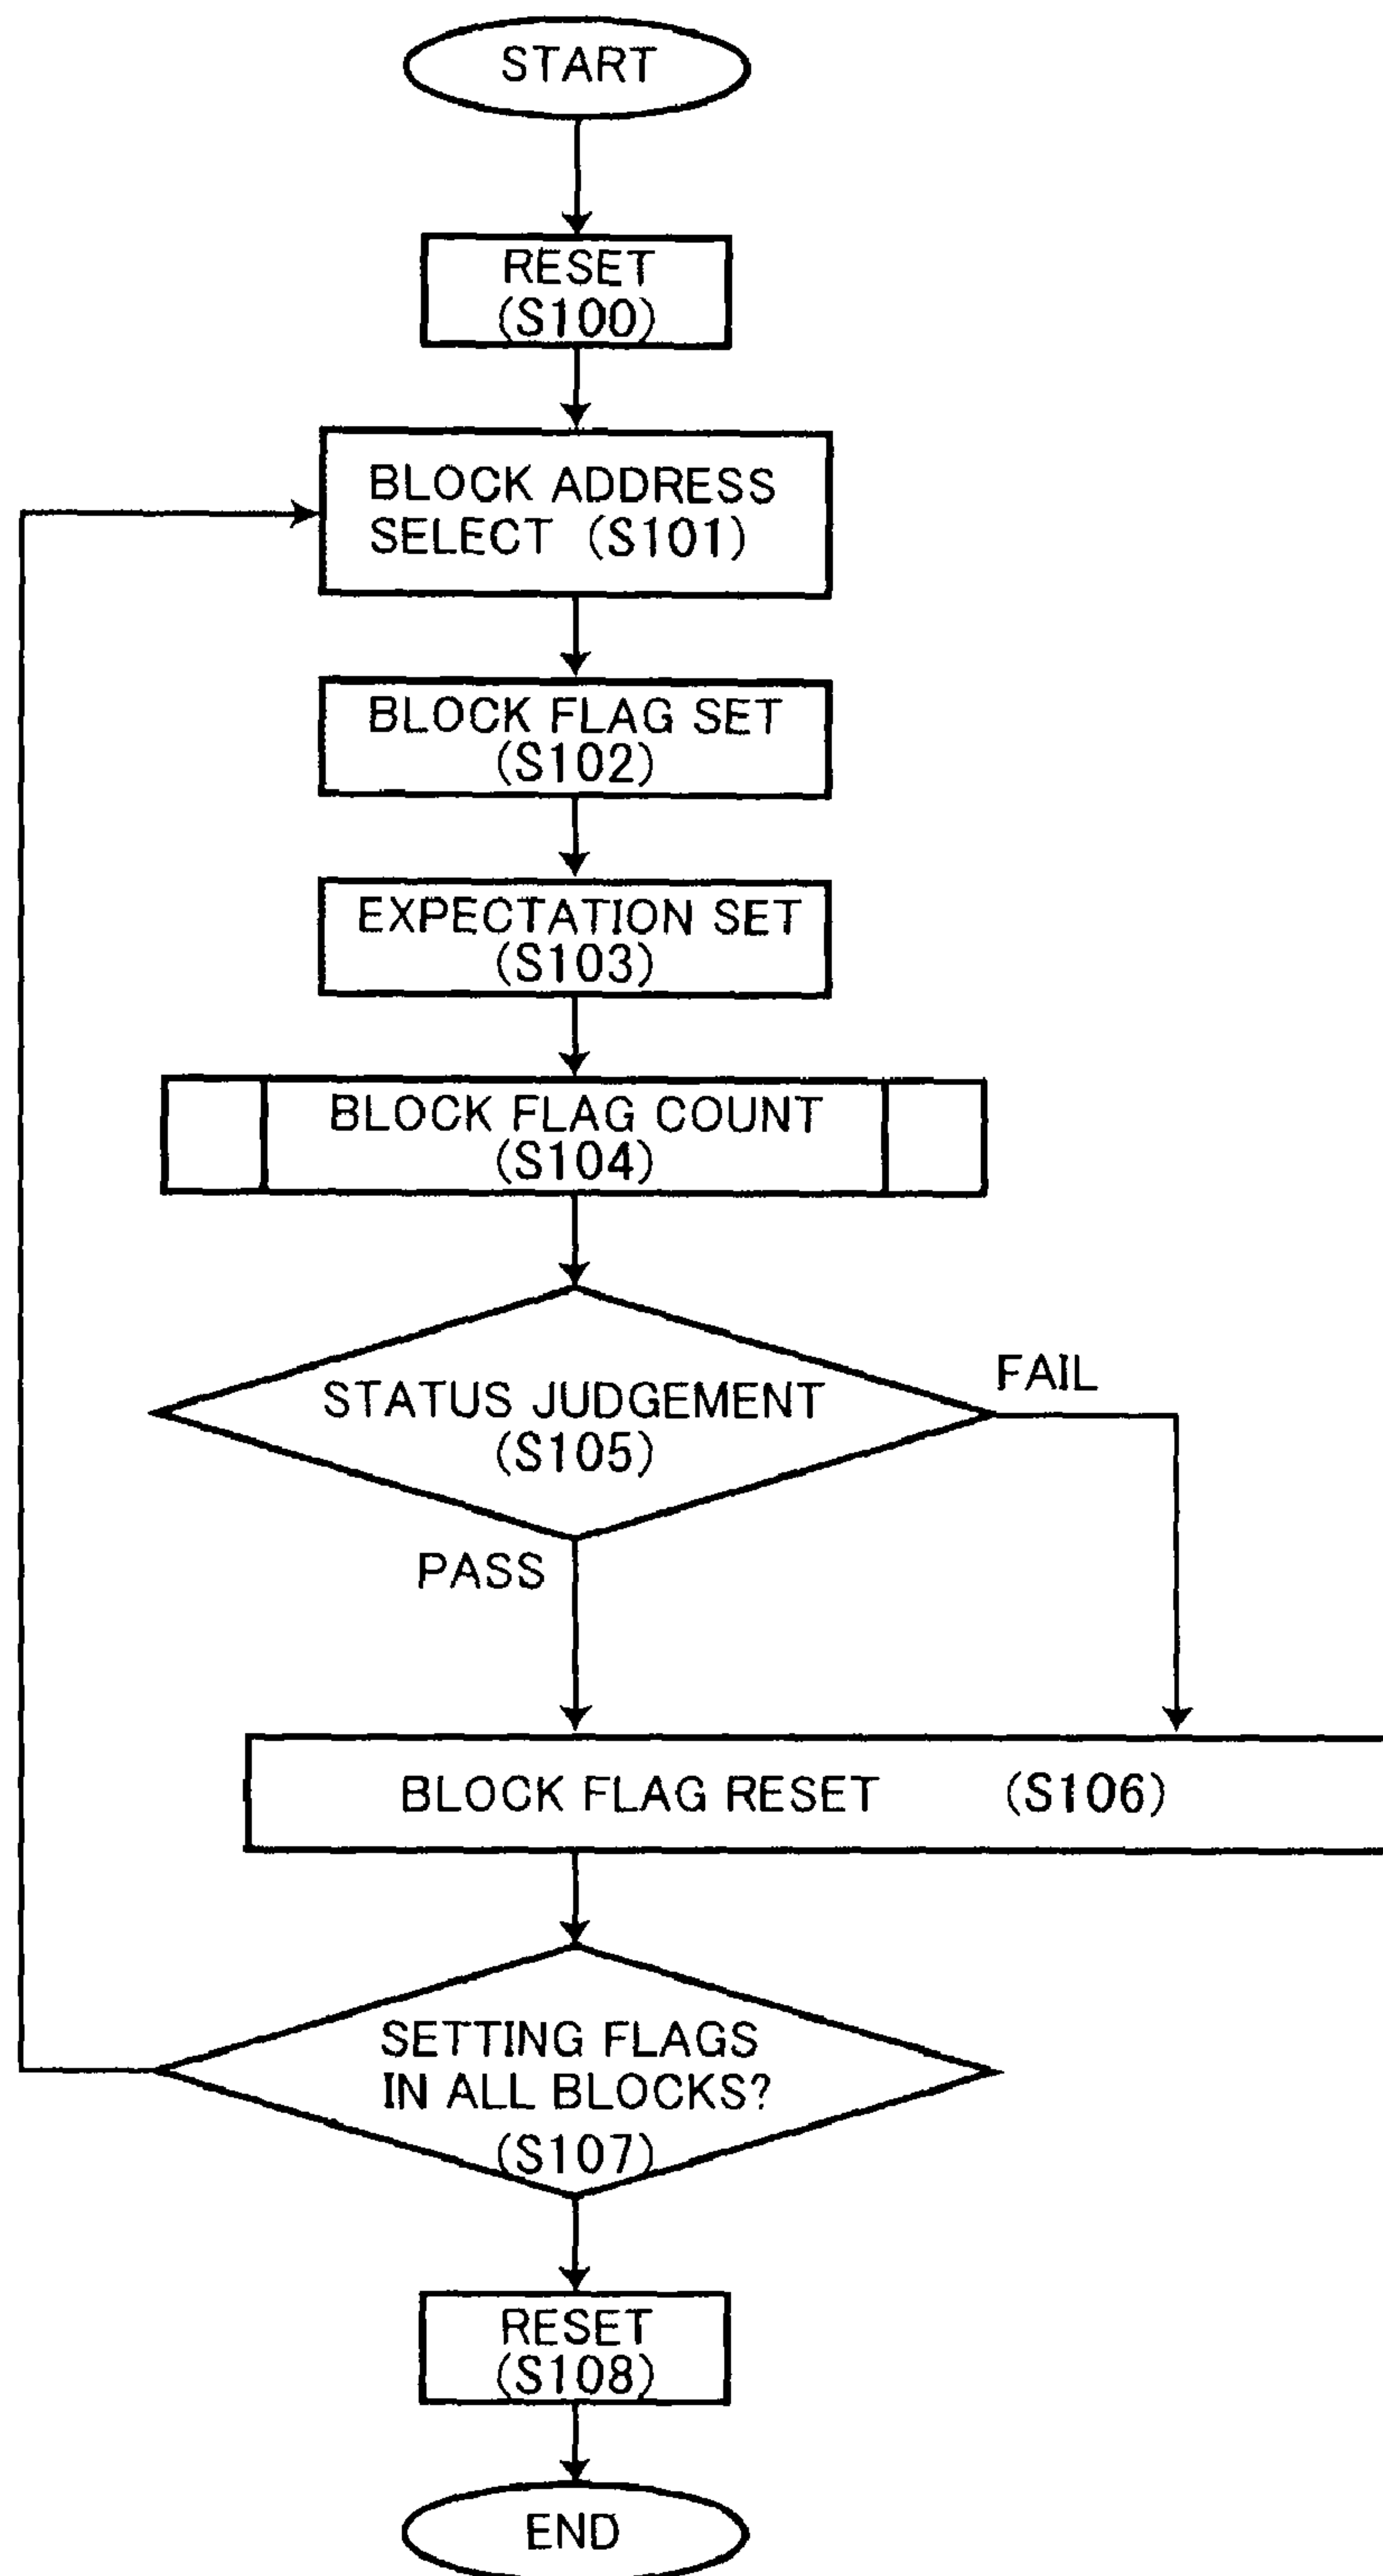 START
RESET
(S100)
BLOCK ADDRESS
SELECT (S101)
BLOCK FLAG SET
(S102)
EXPECTATION SET
(S103)
BLOCK FLAG COUNT
(S104)
STATUS JUDGEMENT
(S105)
FAIL
PASS
BLOCK FLAG RESET (S106)
SETTING FLAGS
IN ALL BLOCKS?
(S107)
RESET
(S108)
END